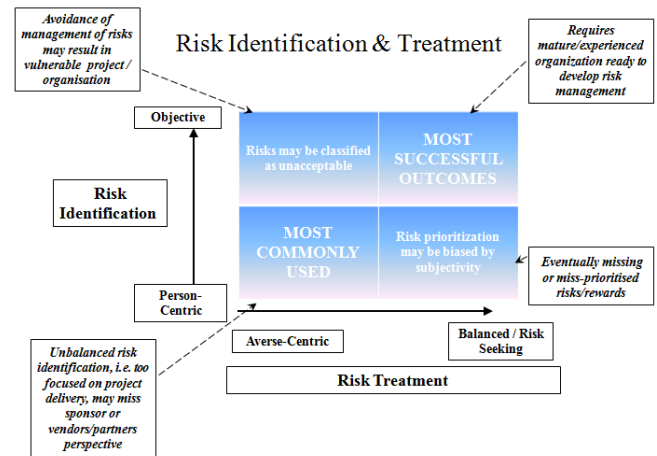 Avoidance of
management of risks
may result in
vulnerable project /
organisation
Risk Identification & Treatment
Requires
mature/experienced
organization ready to
develop risk
management
Objective
Risks may be classified
as unacceptable
MOST
SUCCESSFUL
OUTCOMES
Risk
Identification
MOST
COMMONLY
USED
Risk prioritization
may be biased by
subjectivity
Eventually missing
or miss-prioritised
risks/rewards
Person-
Centric
Averse-Centric
Balanced / Risk
Seeking
Risk Treatment
Unbalanced risk
identification, i.e. too
focused on project
delivery, may miss
sponsor or
vendors/partners
perspective